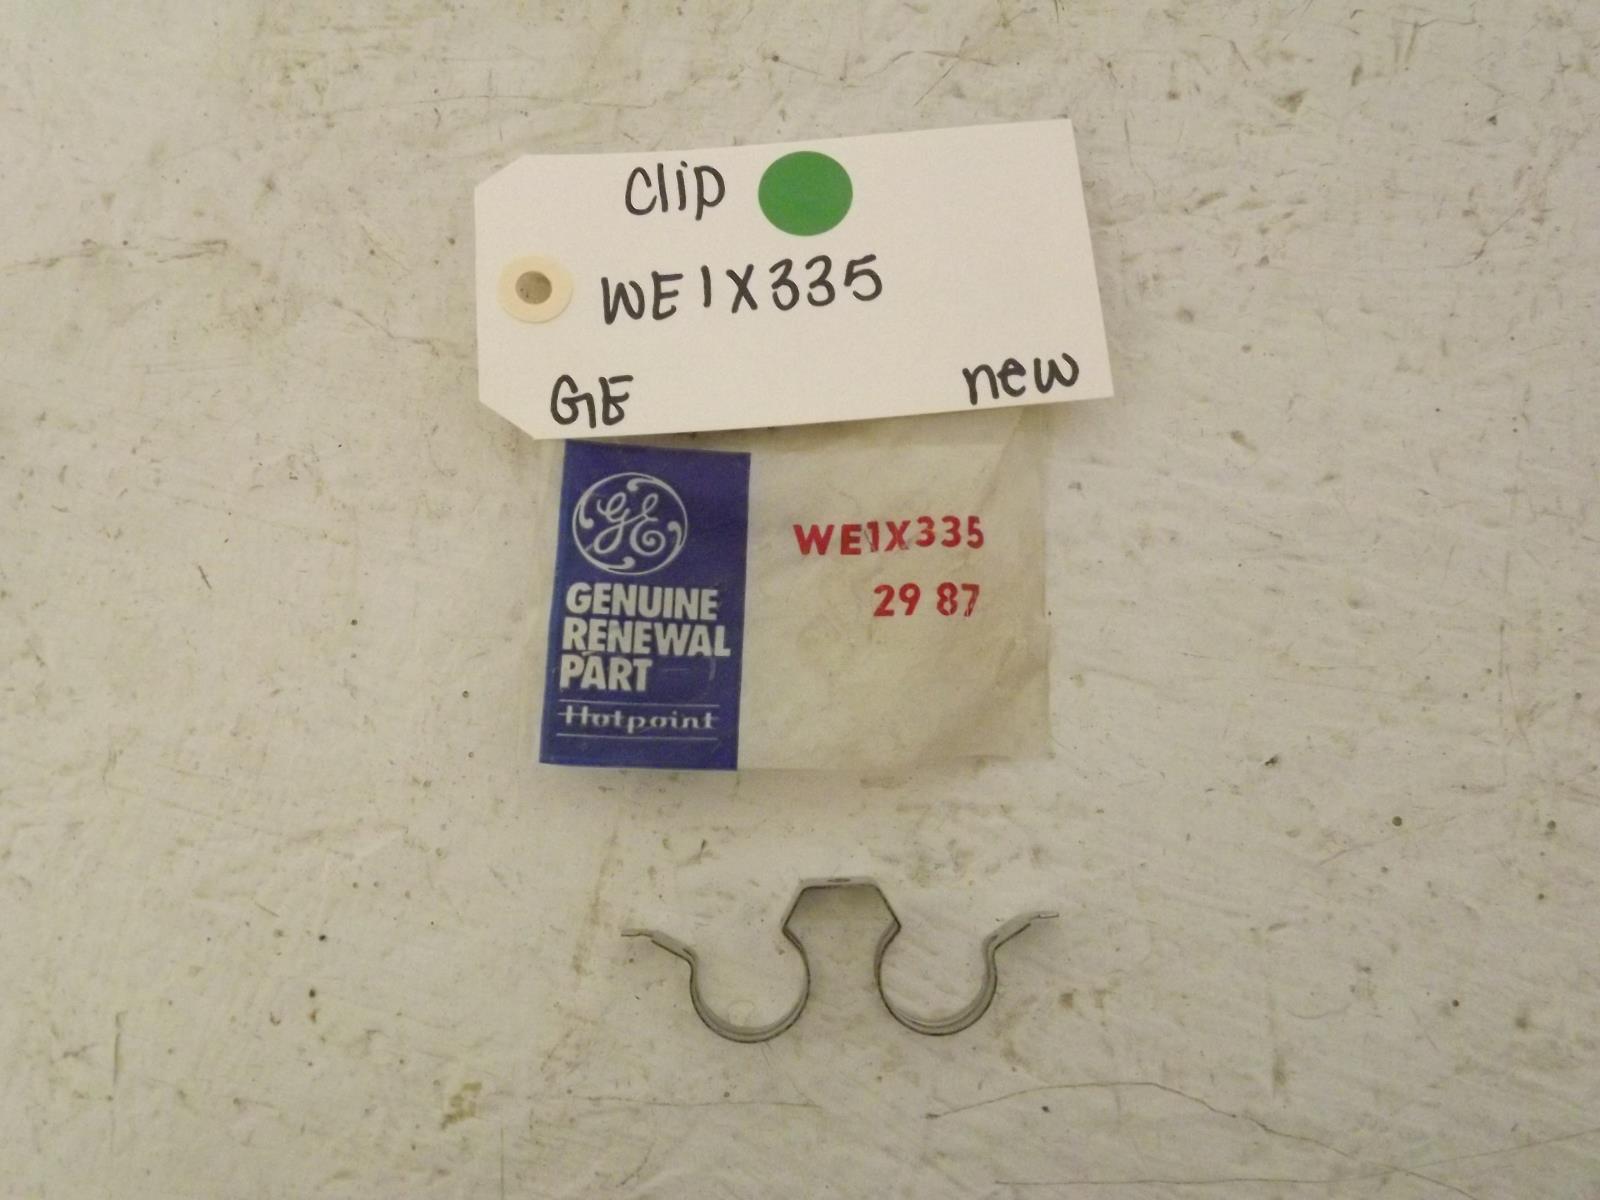 Clip
WE1X335
GE
new
GE
GENUINE
RENEWAL
PART
Hotpoint
WE1X335
29 87